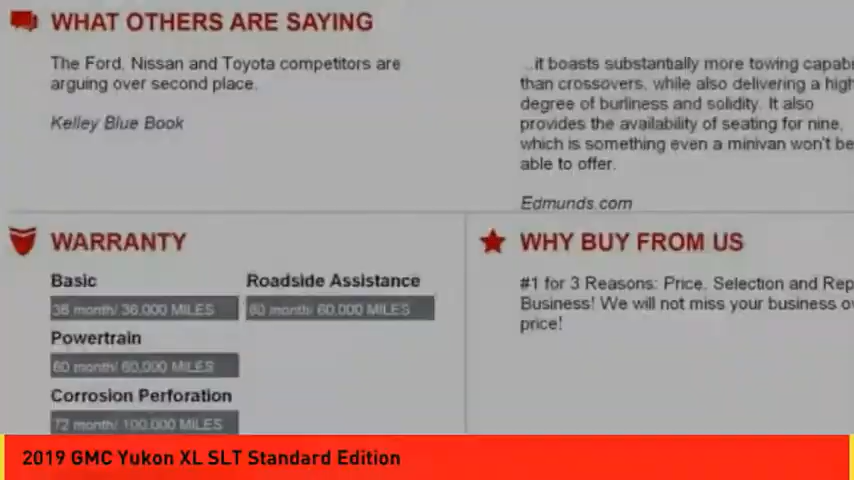 WHAT OTHERS ARE SAYING
The Ford, Nissan and Toyota competitors are
arguing over second place.
Kelley Blue Book
...it boasts substantially more towing capabi
than crossovers, while also delivering a high
degree of burliness and solidity. It also
provides the availability of seating for nine,
which is something even a minivan won't be
able to offer.
Edmunds.com
WARRANTY
Basic
36 month/ 36,000 MILES
Roadside Assistance
60 month/ 60,000 MILES
Powertrain
60 month/ 60,000 MILES
Corrosion Perforation
72 month/ 100,000 MILES
WHY BUY FROM US
#1 for 3 Reasons: Price, Selection and Rep
Business! We will not miss your business o
price!
2019 GMC Yukon XL SLT Standard Edition